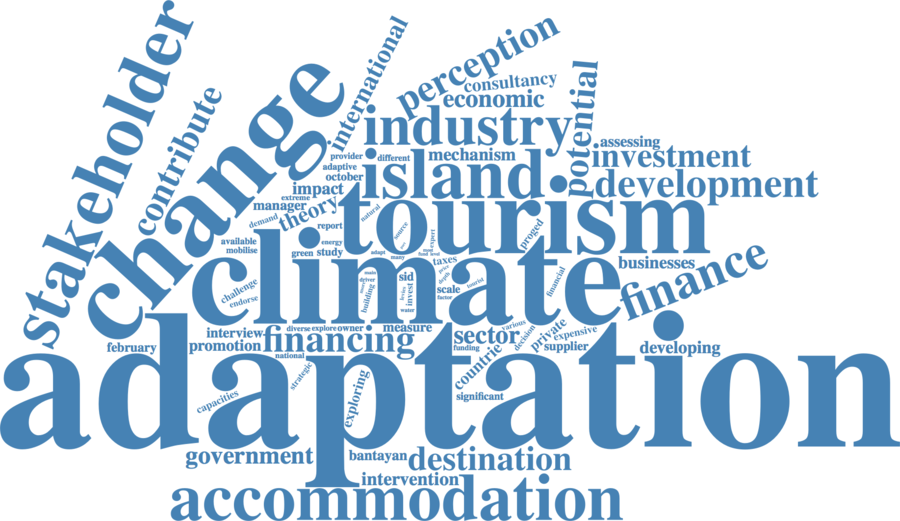 stakeholder
contribute
change
international
perception
consultancy
economic
potential
industry
assessing
investment
provider
different
mechanism
adaptive
october
island
development
impact
extreme
manager
theory
demand
natural
tourism
report
source
expert
proged
available
mobilise
energy
green
study
adapt
many
climate
taxes
businesses
finance
challenge
endorse
main
driver
building
sid
invest
water
scale
factor
tourist
financial
interview
diverse
explore
owner
measure
promotion
financing
sector
various
decision
private
expensive
supplier
february
national
funding
countrie
developing
adaptation
strategic
capacities
exploring
significant
government
bantayan
destination
intervention
accommodation